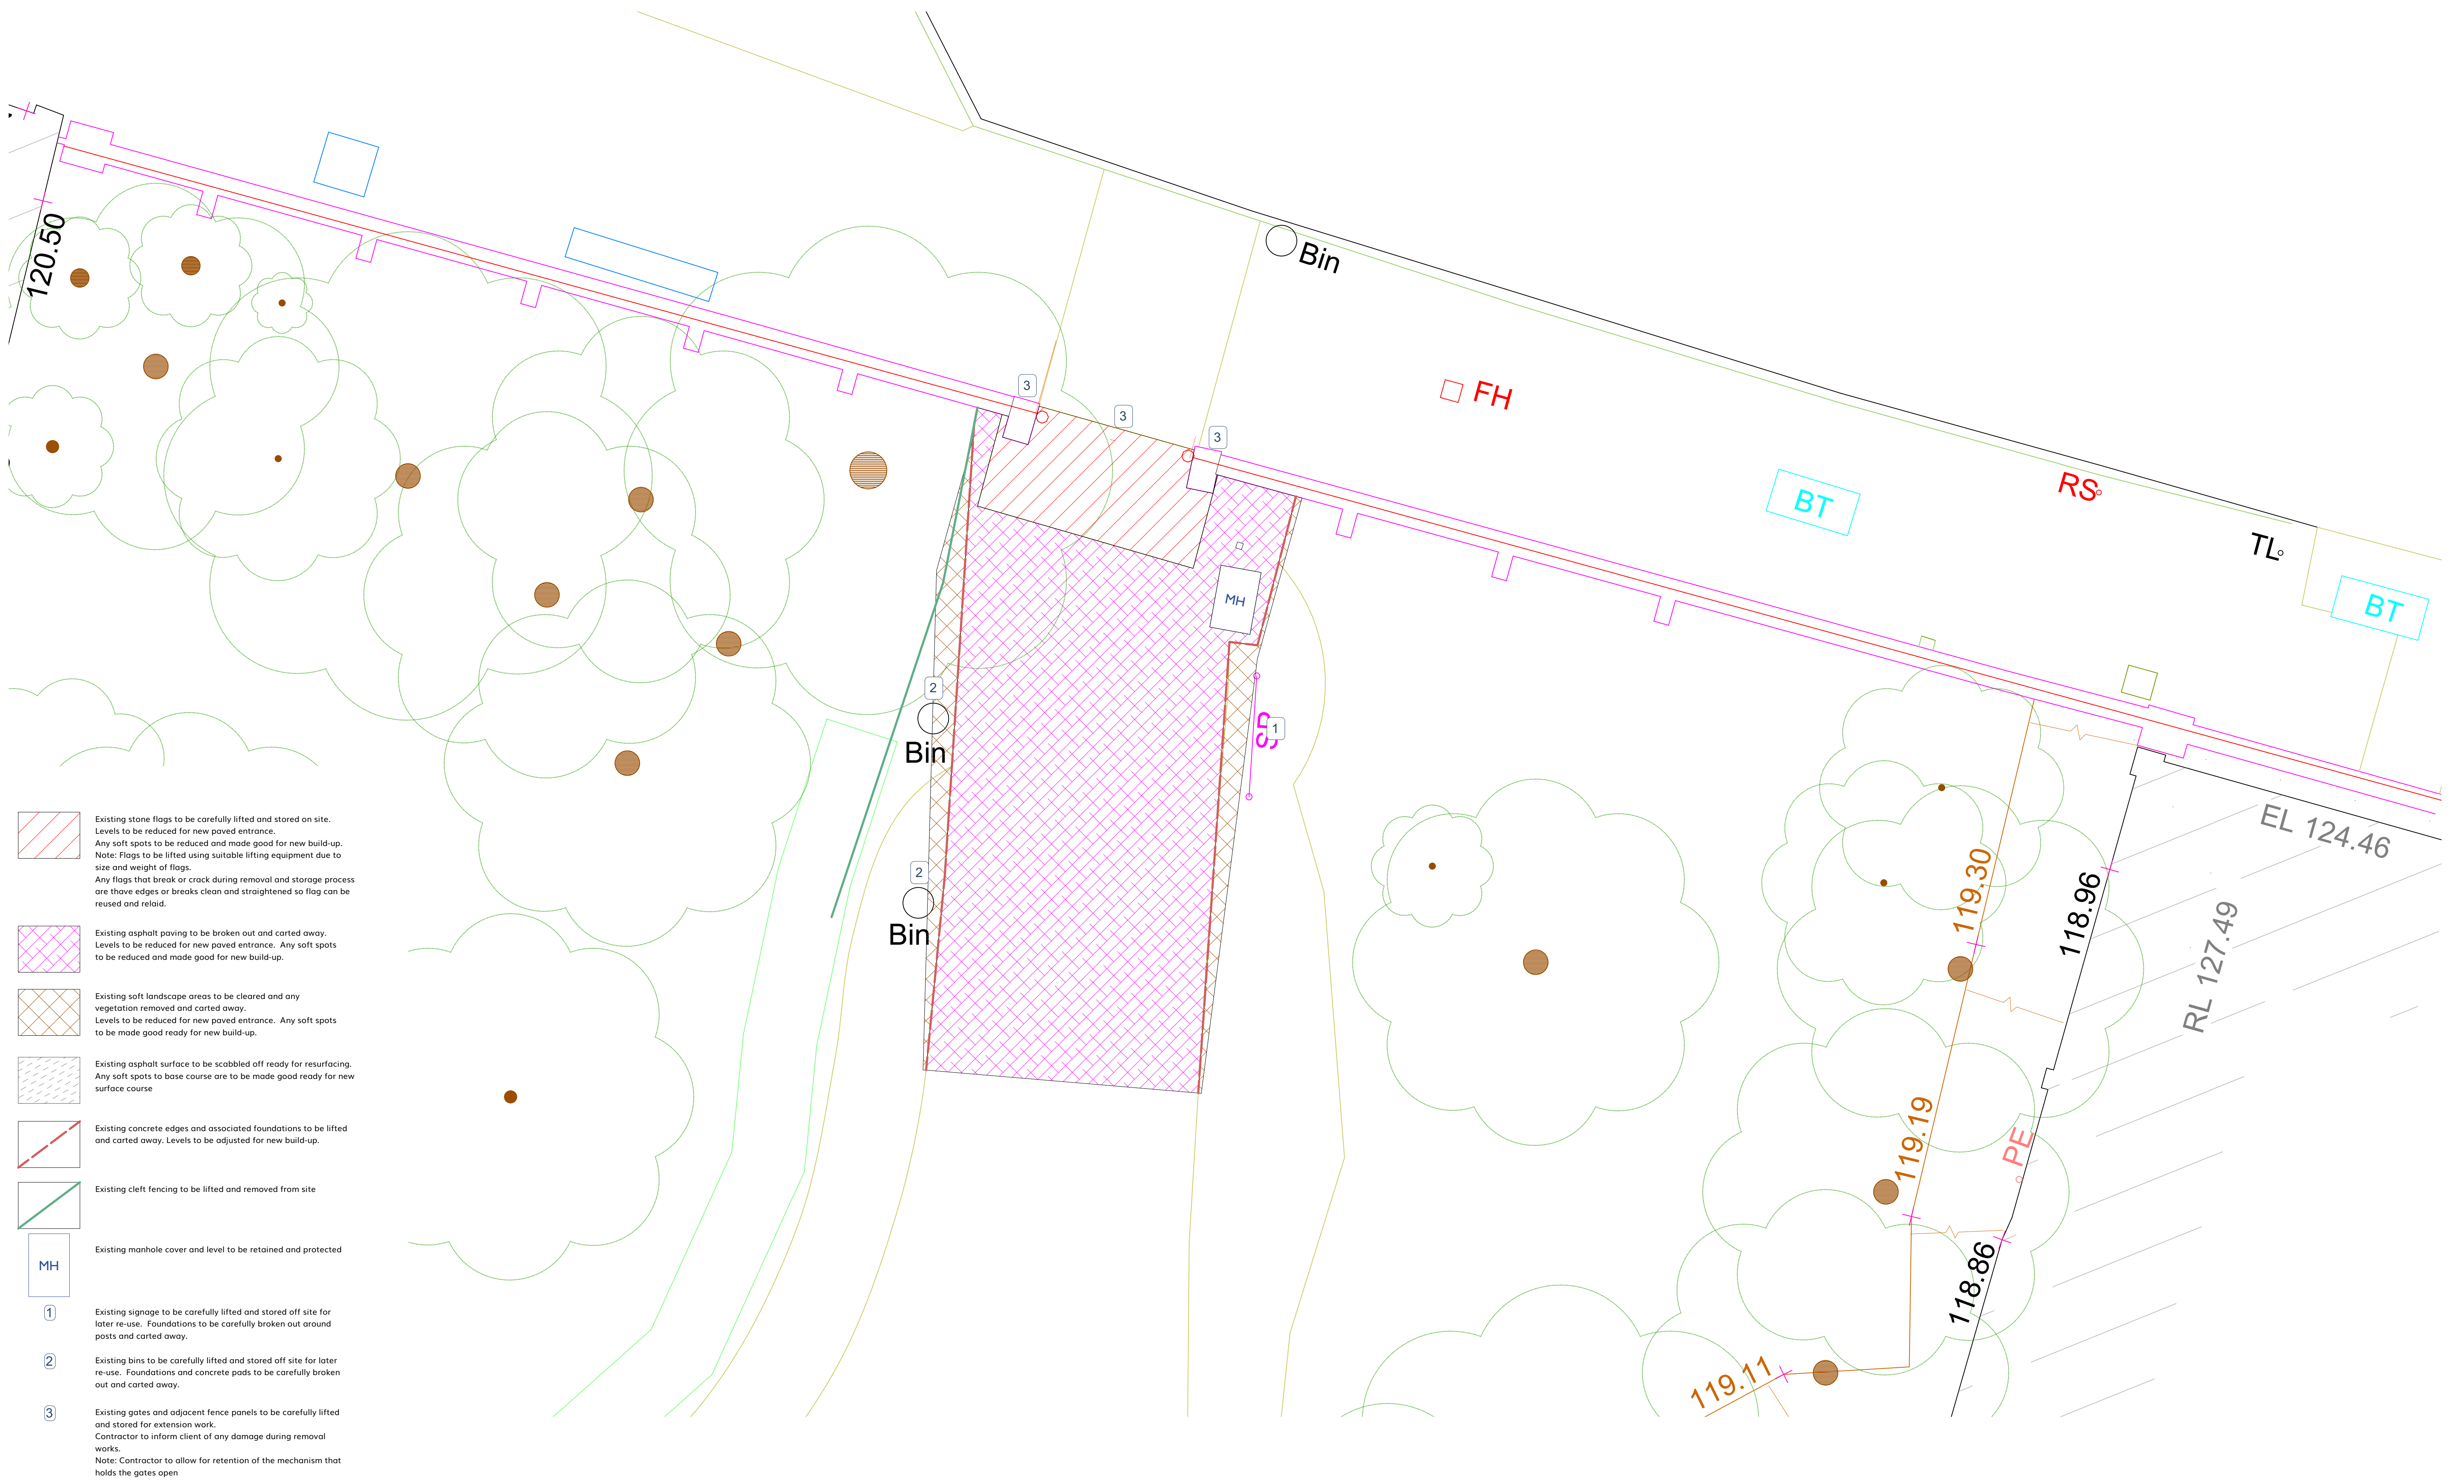 120.50
Bin
3
3
3
FH
BT
RS
TL
BT
MH
2
Bin
SB
1
2
Bin
EL 124.46
119.30
118.96
RL 127.49
119.19
PE
118.86
119.11
Existing stone flags to be carefully lifted and stored on site.
Levels to be reduced for new paved entrance.
Any soft spots to be reduced and made good for new build-up.
Note: Flags to be lifted using suitable lifting equipment due to
size and weight of flags.
Any flags that break or crack during removal and storage process
are thave edges or breaks clean and straightened so flag can be
reused and relaid.
Existing asphalt paving to be broken out and carted away.
Levels to be reduced for new paved entrance. Any soft spots
to be reduced and made good for new build-up.
Existing soft landscape areas to be cleared and any
vegetation removed and carted away.
Levels to be reduced for new paved entrance. Any soft spots
to be made good ready for new build-up.
Existing asphalt surface to be scabbled off ready for resurfacing.
Any soft spots to base course are to be made good ready for new
surface course
Existing concrete edges and associated foundations to be lifted
and carted away. Levels to be adjusted for new build-up.
Existing cleft fencing to be lifted and removed from site
MH
Existing manhole cover and level to be retained and protected
1
Existing signage to be carefully lifted and stored off site for
later re-use. Foundations to be carefully broken out around
posts and carted away.
2
Existing bins to be carefully lifted and stored off site for later
re-use. Foundations and concrete pads to be carefully broken
out and carted away.
3
Existing gates and adjacent fence panels to be carefully lifted
and stored for extension work.
Contractor to inform client of any damage during removal
works.
Note: Contractor to allow for retention of the mechanism that
holds the gates open